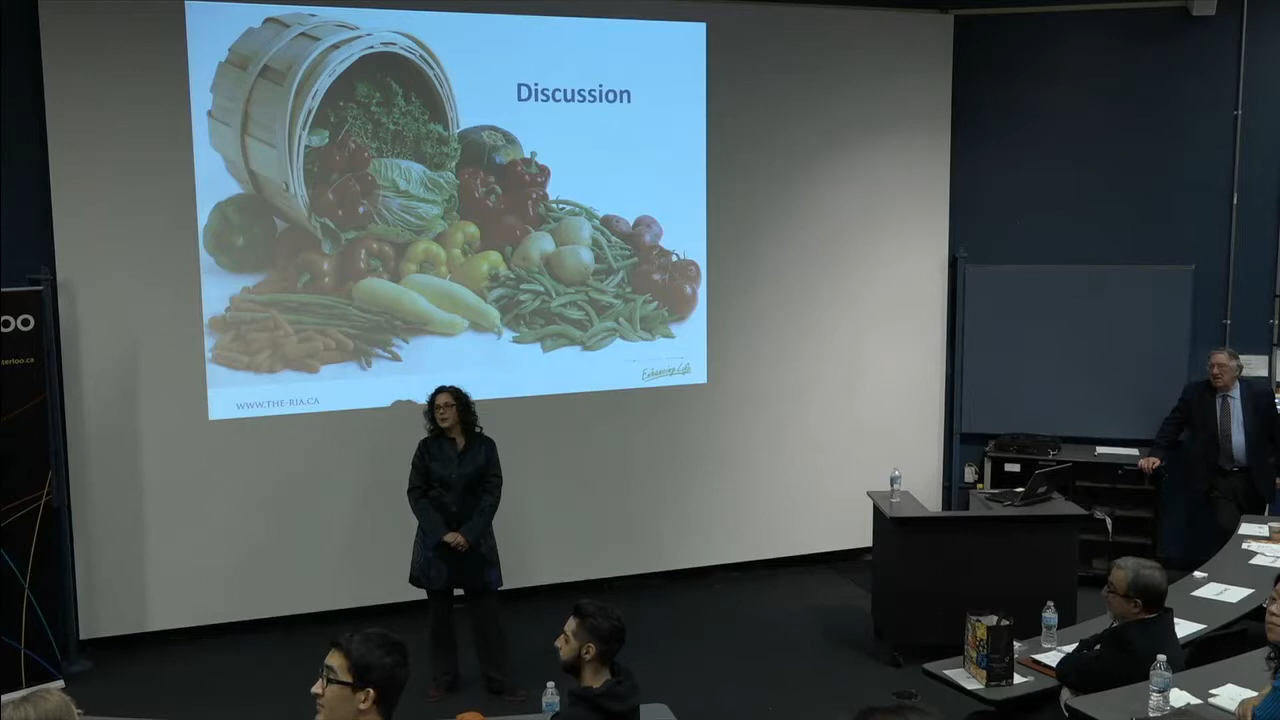 Discussion
Enhancing Life
WWW.THE-RIA.CA
OO
terloo.ca